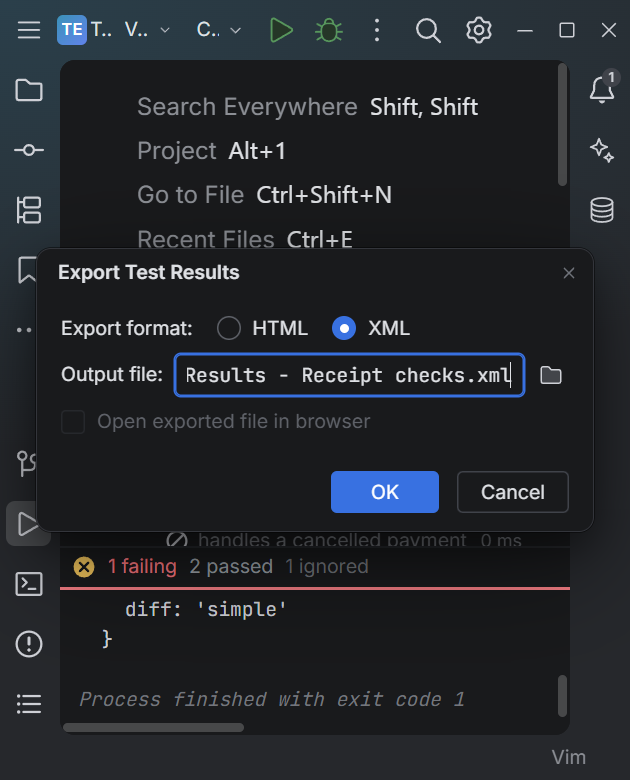 TE T.. V.. C..
Search Everywhere Shift, Shift
1
Project Alt+1
Go to File Ctrl+Shift+N
Recent Files Ctrl+E
Export Test Results
Export format: HTML XML
Output file: Results - Receipt checks.xml
Open exported file in browser
OK Cancel
handles a cancelled payment 0 ms
1 failing 2 passed 1 ignored
diff: 'simple'
}
Process finished with exit code 1
Vim